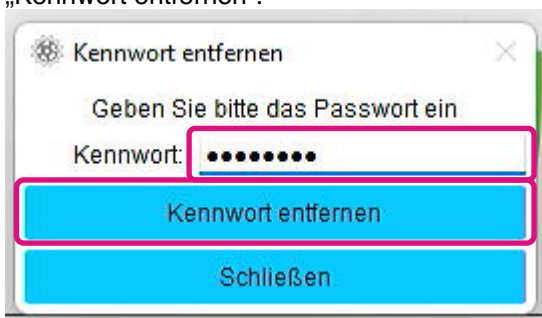 „Kennwort entfernen“.
Kennwort entfernen
Geben Sie bitte das Passwort ein
Kennwort: ●●●●●●●●
Kennwort entfernen
Schließen